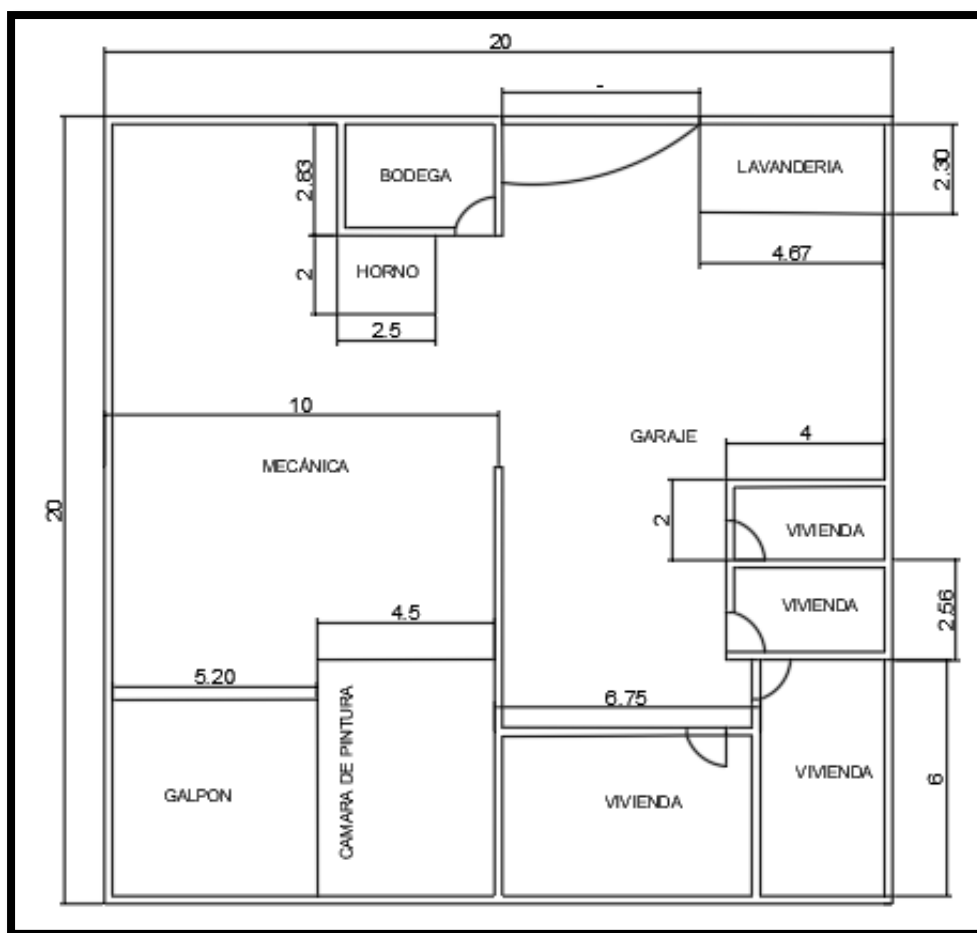 20
-
BODEGA
LAVANDERIA
2.83
2.30
HORNO
2
4.67
2.5
10
GARAJE
4
MECÁNICA
20
2
VIVIENDA
VIVIENDA
2.56
4.5
5.20
6.75
CAMARA DE PINTURA
GALPON
VIVIENDA
VIVIENDA
6